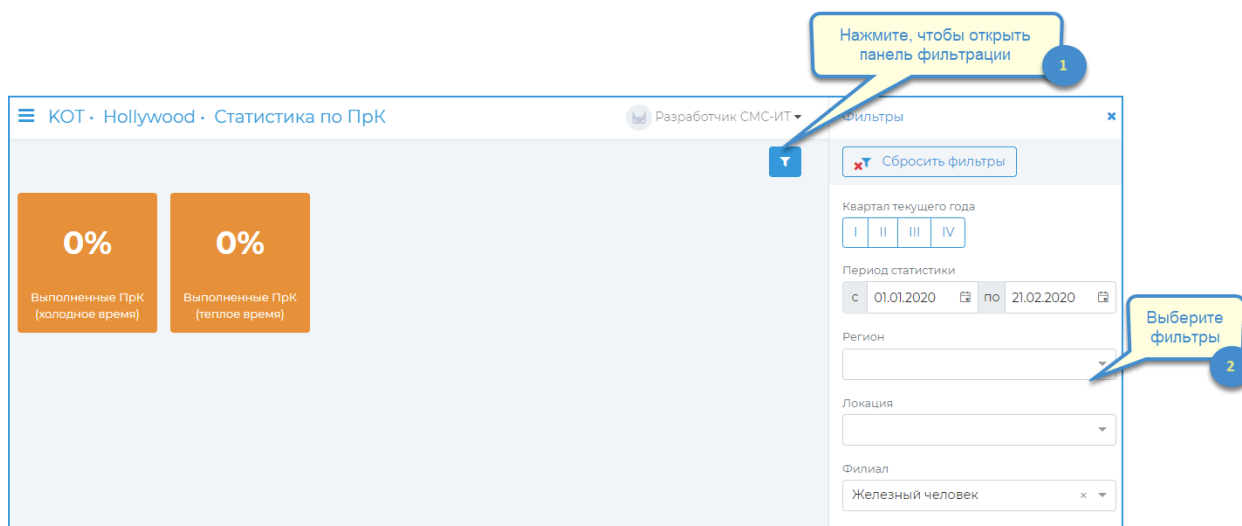 Нажмите, чтобы открыть
панель фильтрации
1
КОТ · Hollywood · Статистика по ПрК
Разработчик СМС-ИТ
Фильтры
Сбросить фильтры
Квартал текущего года
I II III IV
Период статистики
с 01.01.2020 по 21.02.2020
Регион
Локация
Филиал
Железный человек
0%
Выполненные ПрК
(холодное время)
0%
Выполненные ПрК
(теплое время)
Выберите
фильтры
2